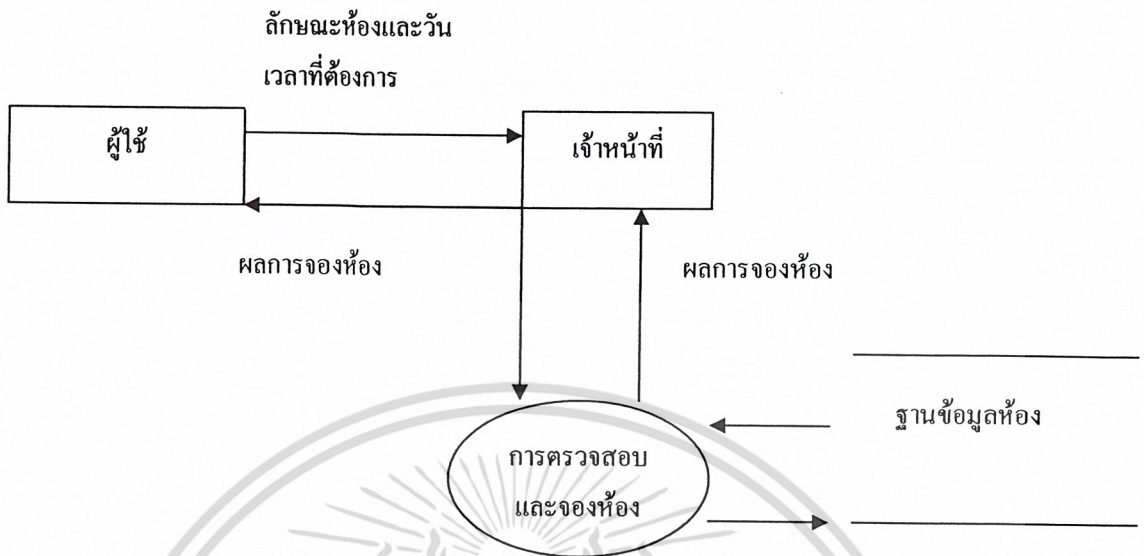 ลักษณะห้องและวัน
เวลาที่ต้องการ
ผู้ใช้
เจ้าหน้าที่
ผลการจองห้อง
ผลการจองห้อง
ฐานข้อมูลห้อง
การตรวจสอบ
และจองห้อง